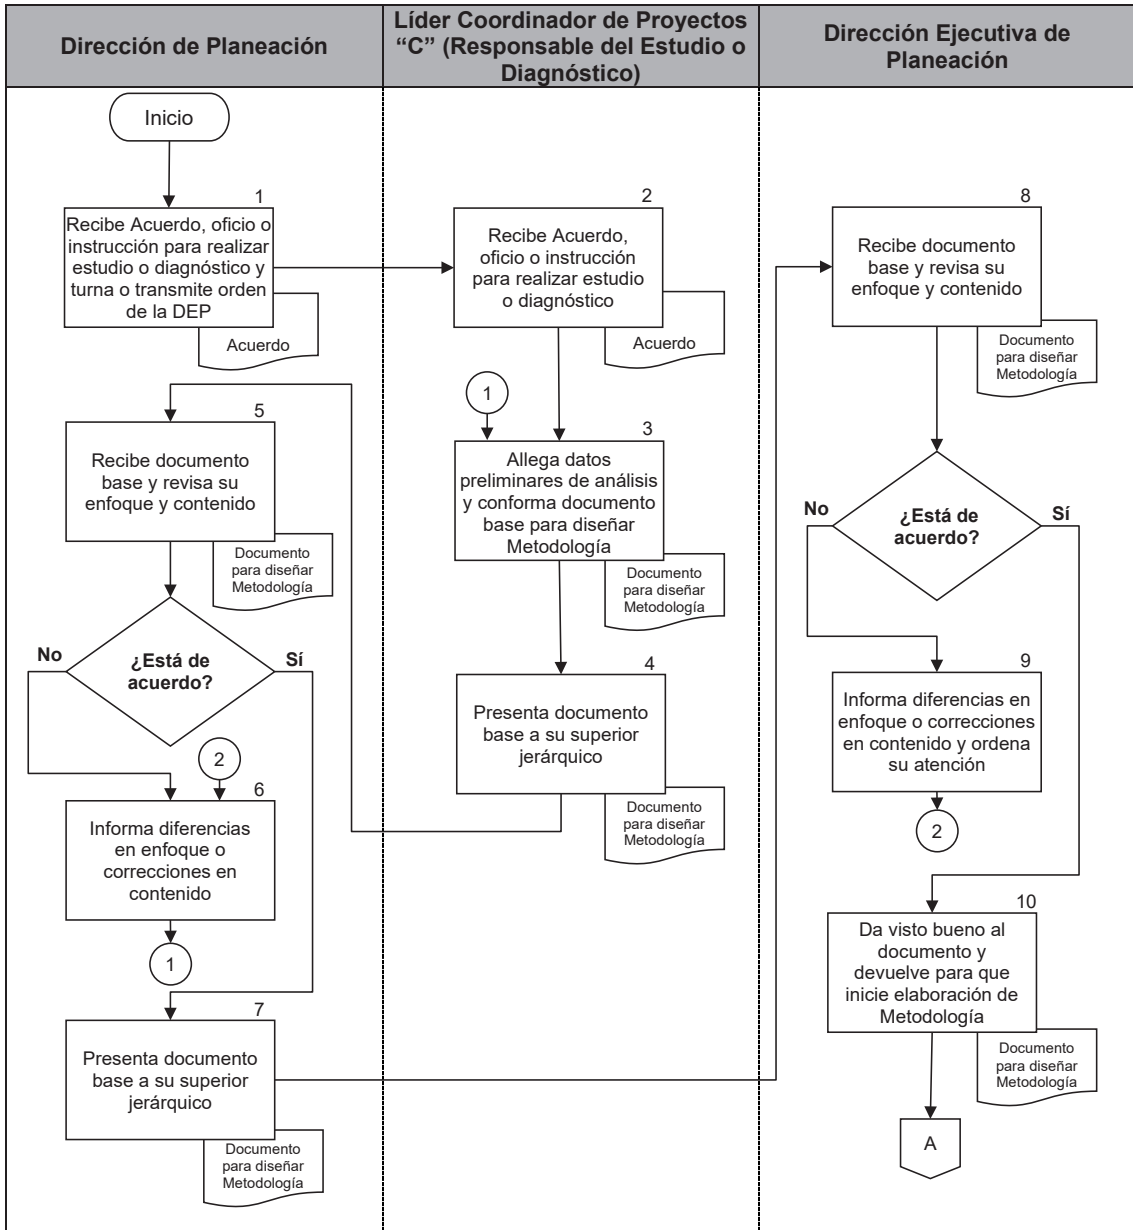 Dirección de Planeación
Líder Coordinador de Proyectos
“C” (Responsable del Estudio o
Diagnóstico)
Dirección Ejecutiva de
Planeación
Inicio
1
Recibe Acuerdo, oficio o
instrucción para realizar
estudio o diagnóstico y
turna o transmite orden
de la DEP
Acuerdo
2
Recibe Acuerdo,
oficio o instrucción
para realizar estudio
o diagnóstico
Acuerdo
1
3
Allega datos
preliminares de análisis
y conforma documento
base para diseñar
Metodología
Documento
para diseñar
Metodología
4
Presenta documento
base a su superior
jerárquico
Documento
para diseñar
Metodología
5
Recibe documento
base y revisa su
enfoque y contenido
Documento
para diseñar
Metodología
No
¿Está de
acuerdo?
Sí
2
6
Informa diferencias
en enfoque o
correcciones en
contenido
1
7
Presenta documento
base a su superior
jerárquico
Documento
para diseñar
Metodología
8
Recibe documento
base y revisa su
enfoque y contenido
Documento
para diseñar
Metodología
No
¿Está de
acuerdo?
Sí
9
Informa diferencias en
enfoque o correcciones
en contenido y ordena
su atención
2
10
Da visto bueno al
documento y
devuelve para que
inicie elaboración de
Metodología
Documento
para diseñar
Metodología
A